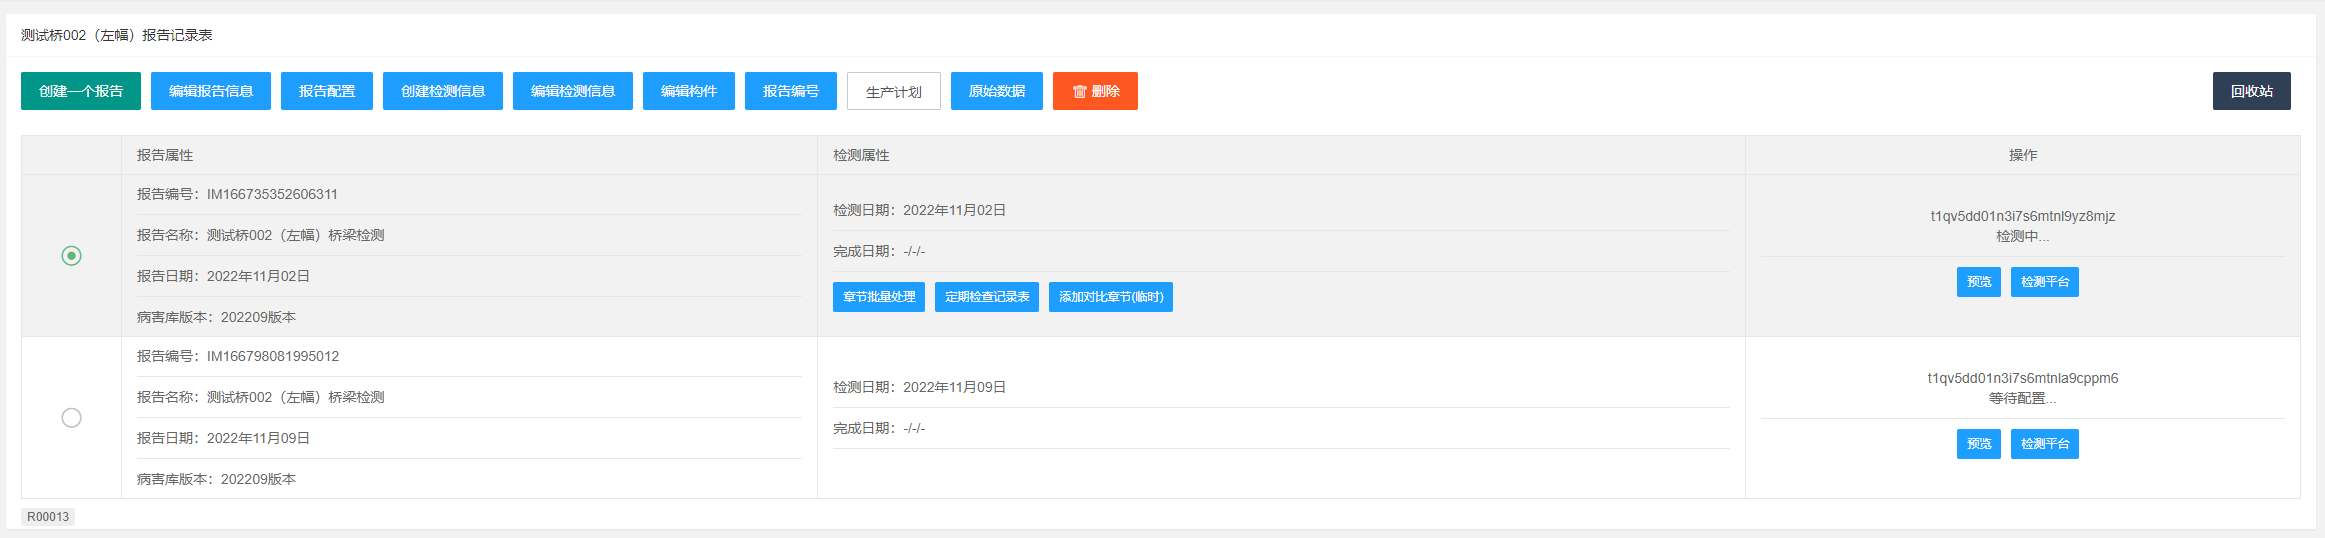 测试桥002（左幅）报告记录表
创建一个报告 编辑报告信息 报告配置 创建检测信息 编辑检测信息 编辑构件 报告编号 生产计划 原始数据 删除 回收站
报告属性 检测属性 操作
报告编号：IM166735352606311
报告名称：测试桥002（左幅）桥梁检测
报告日期：2022年11月02日
病害库版本：202209版本
检测日期：2022年11月02日
完成日期：-/-/-
章节批量处理 定期检查记录表 添加对比章节(临时)
t1qv5dd01n3i7s6mtnl9yz8mjz
检测中...
预览 检测平台
报告编号：IM166798081995012
报告名称：测试桥002（左幅）桥梁检测
报告日期：2022年11月09日
病害库版本：202209版本
检测日期：2022年11月09日
完成日期：-/-/-
t1qv5dd01n3i7s6mtnla9cppm6
等待配置...
预览 检测平台
R00013